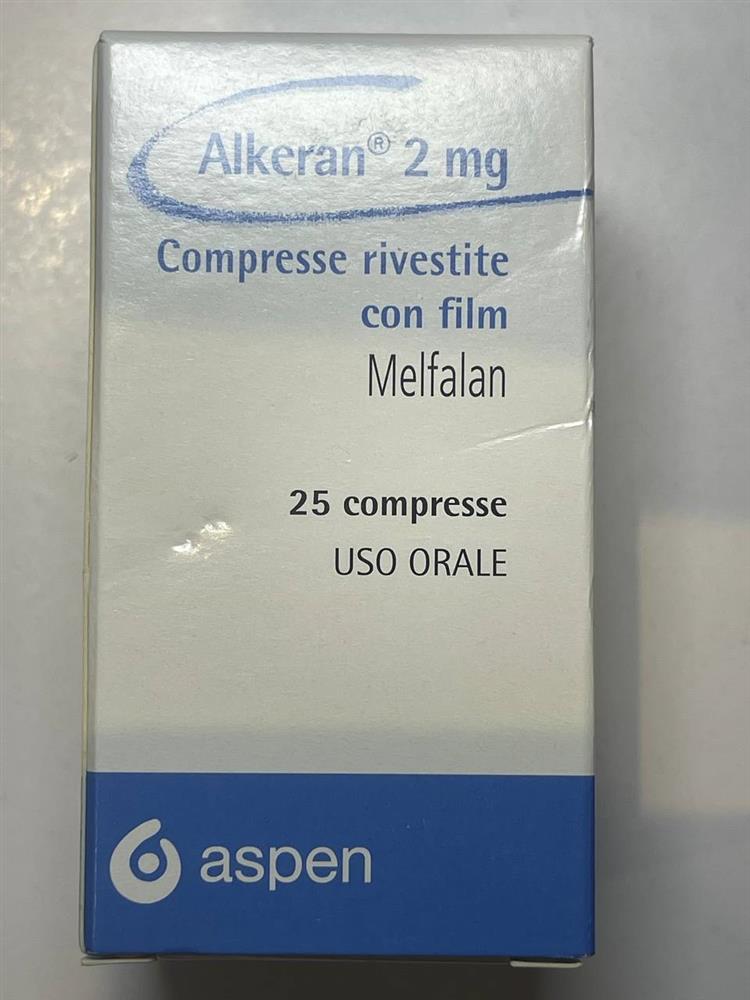 Alkeran® 2 mg
Compresse rivestite
con film
Melfalan
25 compresse
USO ORALE
aspen